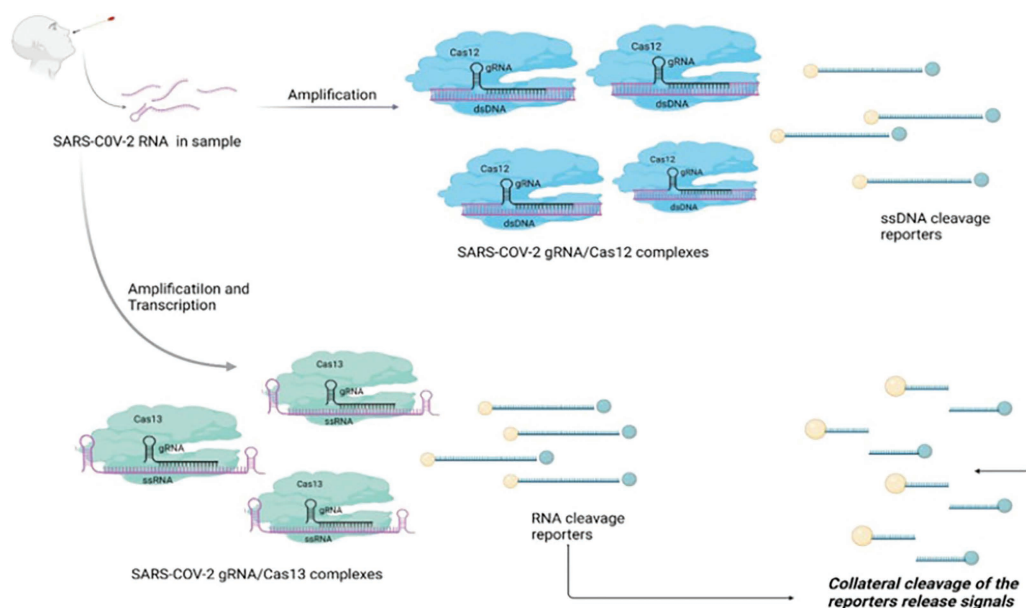 SARS-C0V-2 RNA in sample
Amplification
Cas12
gRNA
dsDNA
Cas12
gRNA
dsDNA
Cas12
gRNA
dsDNA
Cas12
gRNA
dsDNA
SARS-COV-2 gRNA/Cas12 complexes
ssDNA cleavage
reporters
Amplificatilon and
Transcription
Cas13
gRNA
ssRNA
Cas13
gRNA
ssRNA
Cas13
gRNA
ssRNA
SARS-COV-2 gRNA/Cas13 complexes
RNA cleavage
reporters
Collateral cleavage of the
reporters release signals